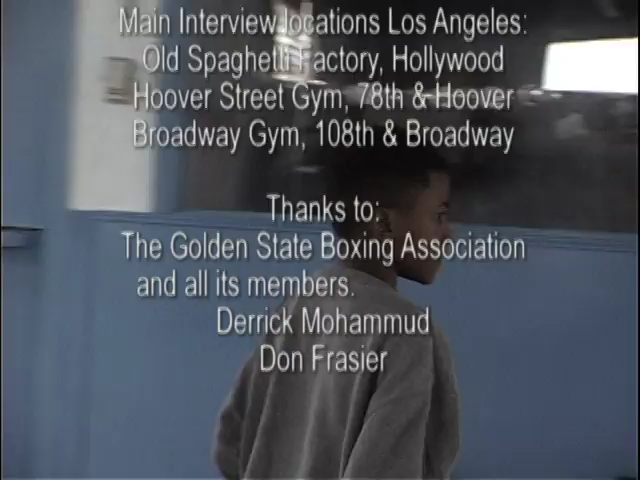 Main Interview locations Los Angeles:
Old Spaghetti Factory, Hollywood
Hoover Street Gym, 78th & Hoover
Broadway Gym, 108th & Broadway
Thanks to:
The Golden State Boxing Association
and all its members.
Derrick Mohammud
Don Frasier